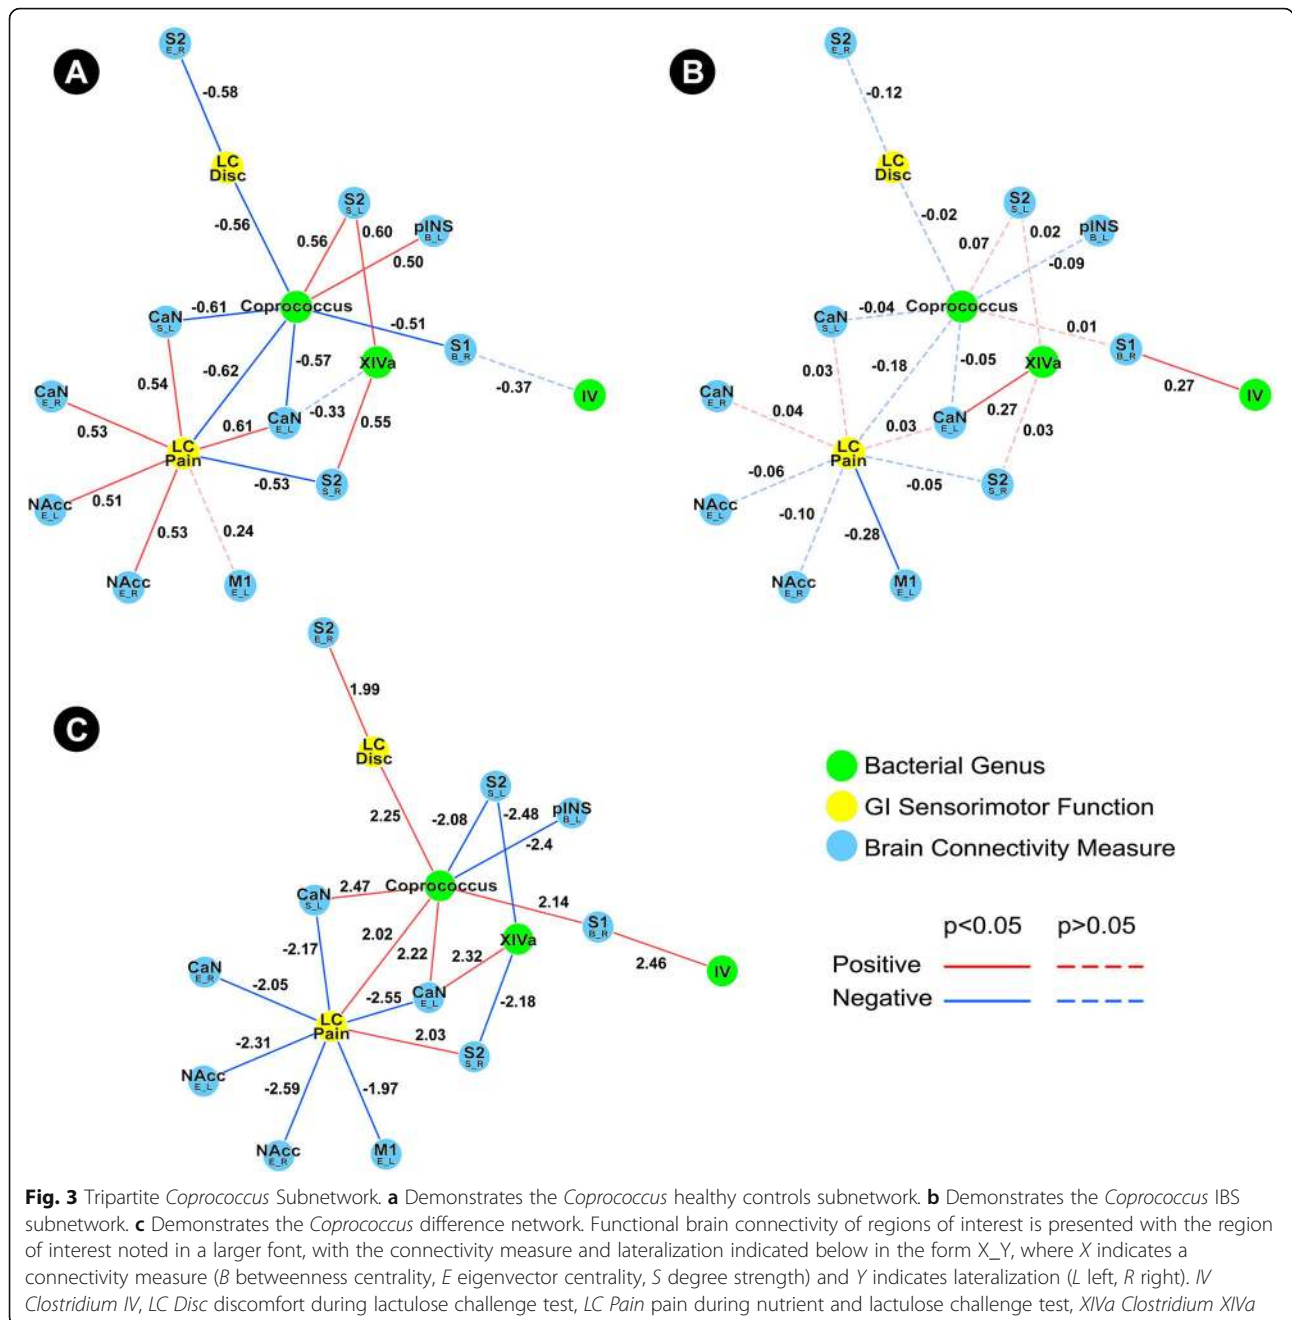 A
S2
E_R
-0.58
LC
Disc
-0.56
S2
S_L
0.56
0.60
pINS
B_L
0.50
Coprococcus
CaN
S_L
-0.61
-0.51
S1
B_R
-0.57
XIVa
-0.62
0.54
-0.37
IV
CaN
E_R
0.53
0.61
CaN
E_L
-0.33
0.55
LC
Pain
-0.53
S2
S_R
0.51
NAcc
E_L
0.53
0.24
NAcc
E_R
M1
E_L
B
S2
E_R
-0.12
LC
Disc
-0.02
S2
S_L
0.07
0.02
pINS
B_L
-0.09
Coprococcus
CaN
S_L
-0.04
0.01
S1
B_R
-0.05
XIVa
-0.18
0.03
0.27
IV
CaN
E_R
0.04
0.03
CaN
E_L
0.27
0.03
LC
Pain
-0.05
S2
S_R
-0.06
NAcc
E_L
-0.10
-0.28
NAcc
E_R
M1
E_L
C
S2
E_R
1.99
LC
Disc
2.25
S2
S_L
-2.08
-2.48
pINS
B_L
-2.4
Coprococcus
CaN
S_L
2.47
2.14
S1
B_R
2.02
2.22
XIVa
-2.17
2.32
2.46
IV
CaN
E_R
-2.05
-2.55
CaN
E_L
-2.18
LC
Pain
2.03
S2
S_R
-2.31
NAcc
E_L
-2.59
-1.97
NAcc
E_R
M1
E_L
Bacterial Genus
GI Sensorimotor Function
Brain Connectivity Measure
p<0.05 p>0.05
Positive
Negative
Fig. 3 Tripartite Coprococcus Subnetwork. a Demonstrates the Coprococcus healthy controls subnetwork. b Demonstrates the Coprococcus IBS
subnetwork. c Demonstrates the Coprococcus difference network. Functional brain connectivity of regions of interest is presented with the region
of interest noted in a larger font, with the connectivity measure and lateralization indicated below in the form X_Y, where X indicates a
connectivity measure (B betweenness centrality, E eigenvector centrality, S degree strength) and Y indicates lateralization (L left, R right). IV
Clostridium IV, LC Disc discomfort during lactulose challenge test, LC Pain pain during nutrient and lactulose challenge test, XIVa Clostridium XIVa